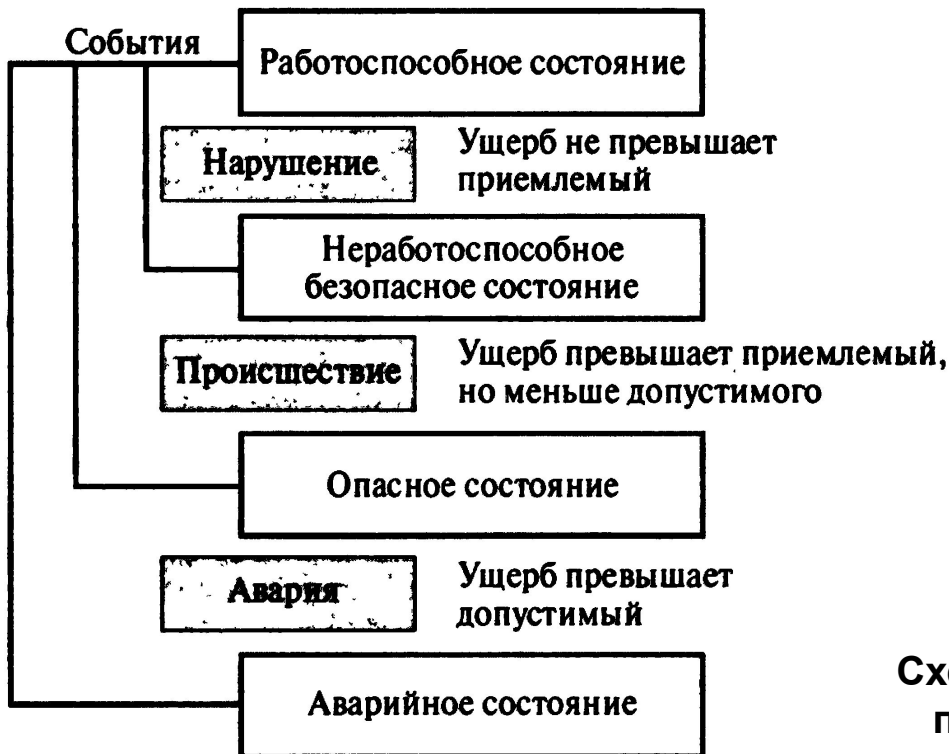 События
Работоспособное состояние
Нарушение
Ущерб не превышает
приемлемый
Неработоспособное
безопасное состояние
Происшествие
Ущерб превышает приемлемый,
но меньше допустимого
Опасное состояние
Авария
Ущерб превышает
допустимый
Аварийное состояние